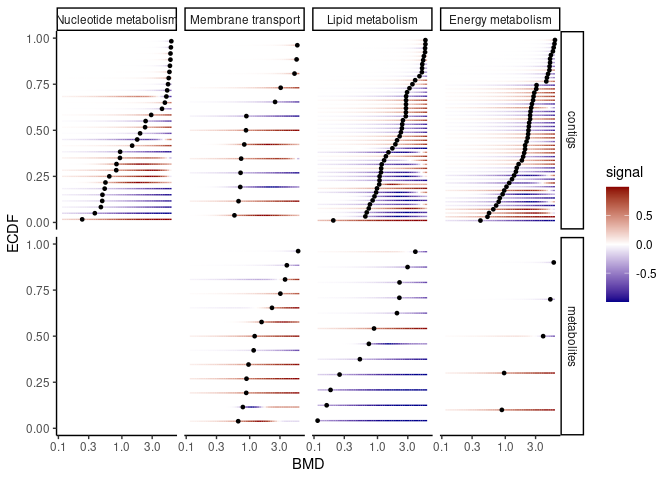 Nucleotide metabolism Membrane transport Lipid metabolism Energy metabolism
1.00
0.75
0.50
0.25
0.00
contigs
1.00
0.75
0.50
0.25
0.00
metabolites
ECDF
0.1 0.3 1.0 3.0 0.1 0.3 1.0 3.0 0.1 0.3 1.0 3.0 0.1 0.3 1.0 3.0
BMD
signal
0.5
0.0
-0.5